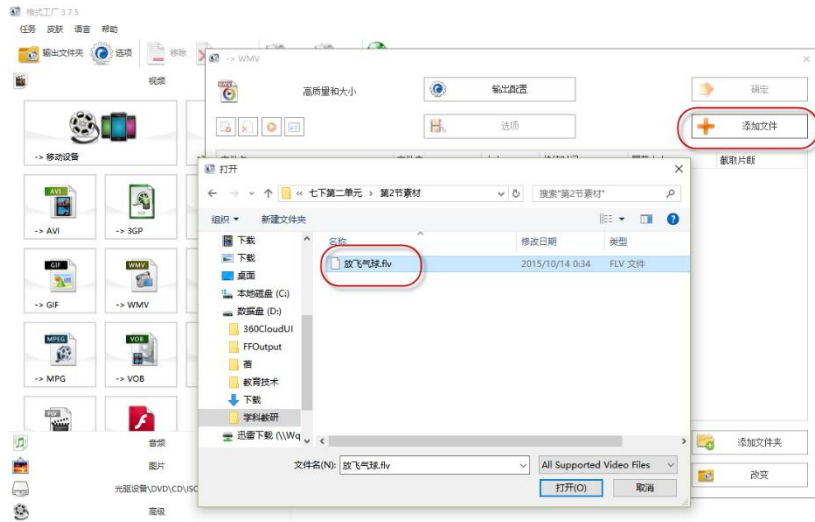 格式工厂 3.7.5
任务 皮肤 语言 帮助
输出文件夹 选项 移除
视频
-> 移动设备
AVI
-> AVI
-> 3GP
GIF
-> GIF
WMV
-> WMV
MPEG
-> MPG
VOB
-> VOB
音频
图片
光驱设备\DVD\CD\ISO
高级
-> WMV
高质量和大小
输出配置
确定
选项
添加文件
截取片断
打开
« 七下第二单元 › 第2节素材
搜索"第2节素材"
组织 新建文件夹
名称 修改日期 类型
放飞气球.flv 2015/10/14 0:34 FLV 文件
下载
下载
桌面
本地磁盘 (C:)
数据盘 (D:)
360CloudUI
FFOutput
蓓
教育技术
下载
学科教研
迅雷下载 (\\Wq
文件名(N): 放飞气球.flv
All Supported Video Files
打开(O) 取消
添加文件夹
改变